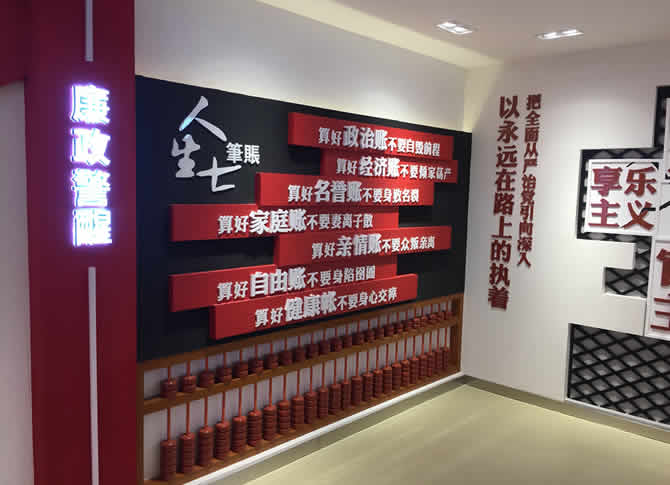 廉政警醒
人生七
筆賬
算好政治账不要自毁前程
算好经济账不要倾家荡产
算好名誉账不要身败名裂
算好家庭账不要妻离子散
算好亲情账不要众叛亲离
算好自由账不要身陷囹圄
算好健康帐不要身心交瘁
把全面从严治党引向深入
以永远在路上的执着
享乐
主义